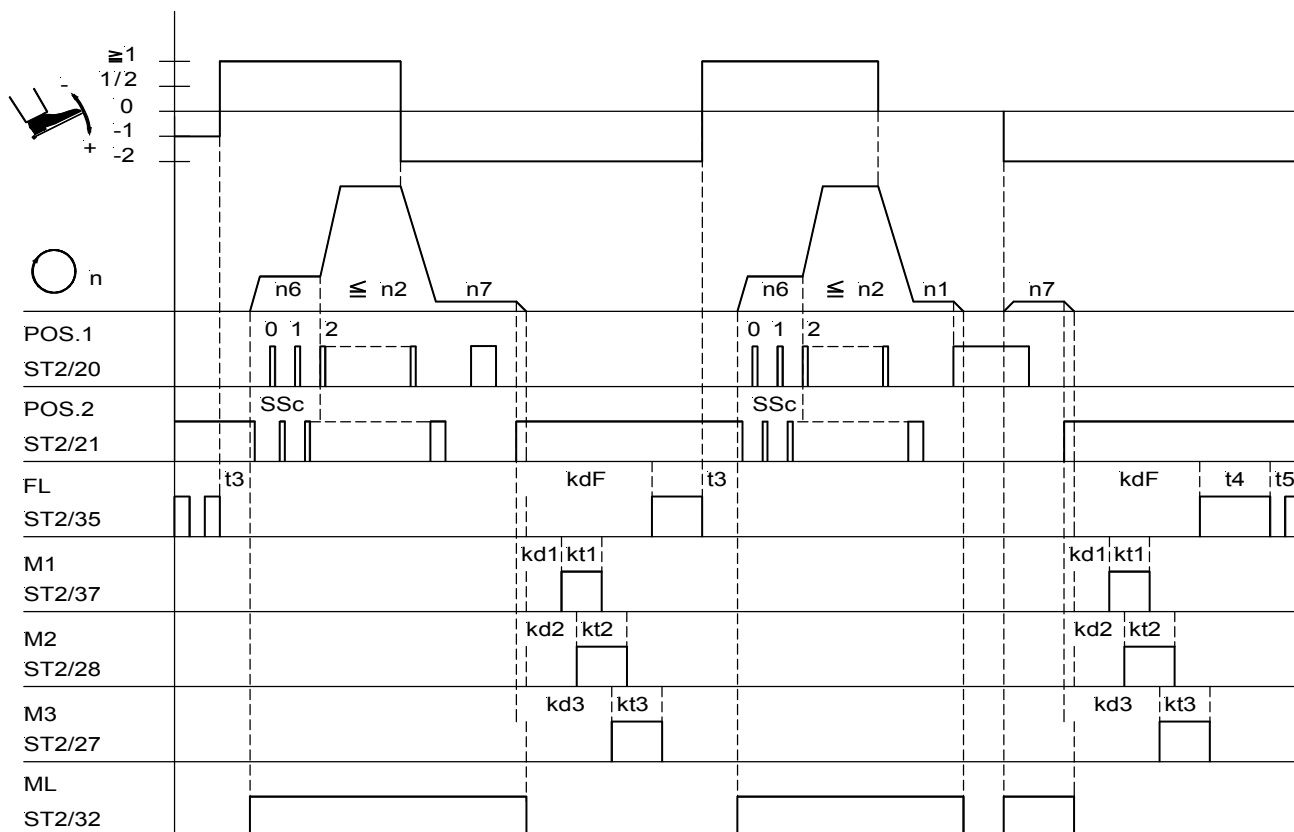 ≧1
1/2
0
-1
-2
-
+
n
n6 ≦ n2 n7 n6 ≦ n2 n1 n7
POS.1
ST2/20
0 1 2 0 1 2
POS.2
ST2/21
SSc SSc
FL
ST2/35
t3 kdF t3 kdF t4 t5
M1
ST2/37
kd1 kt1 kd1 kt1
M2
ST2/28
kd2 kt2 kd2 kt2
M3
ST2/27
kd3 kt3 kd3 kt3
ML
ST2/32